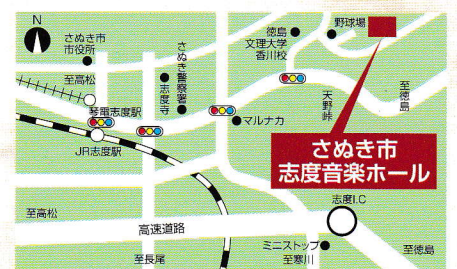 N
さぬき市
市役所
至高松
琴電志度駅
JR志度駅
さぬき警察署
志度寺
徳島
文理大学
香川校
野球場
マルナカ
天野峠
至徳島
さぬき市
志度音楽ホール
志度I.C
至高松
高速道路
至長尾
ミニストップ
至寒川
至徳島